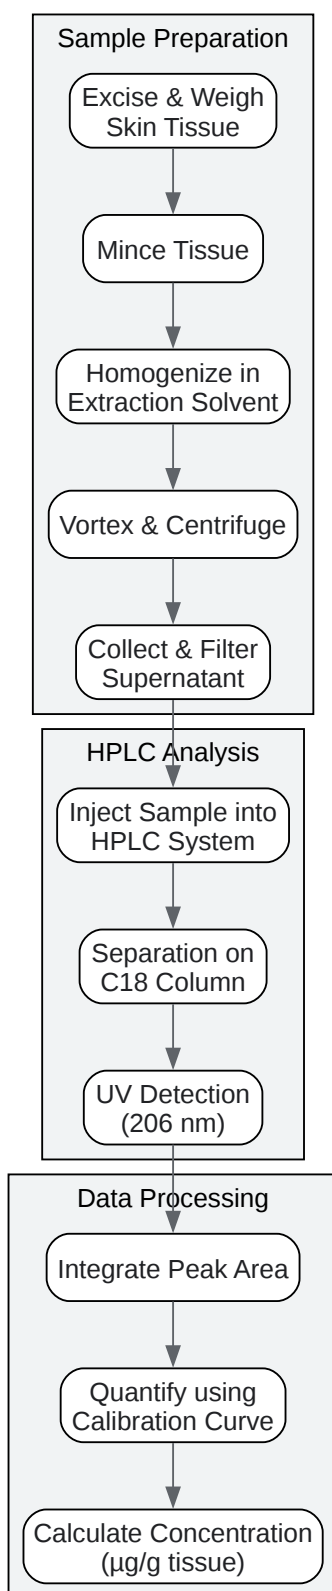 Sample Preparation
Excise & Weigh
Skin Tissue
Mince Tissue
Homogenize in
Extraction Solvent
Vortex & Centrifuge
Collect & Filter
Supernatant
HPLC Analysis
Inject Sample into
HPLC System
Separation on
C18 Column
UV Detection
(206 nm)
Data Processing
Integrate Peak Area
Quantify using
Calibration Curve
Calculate Concentration
(µg/g tissue)